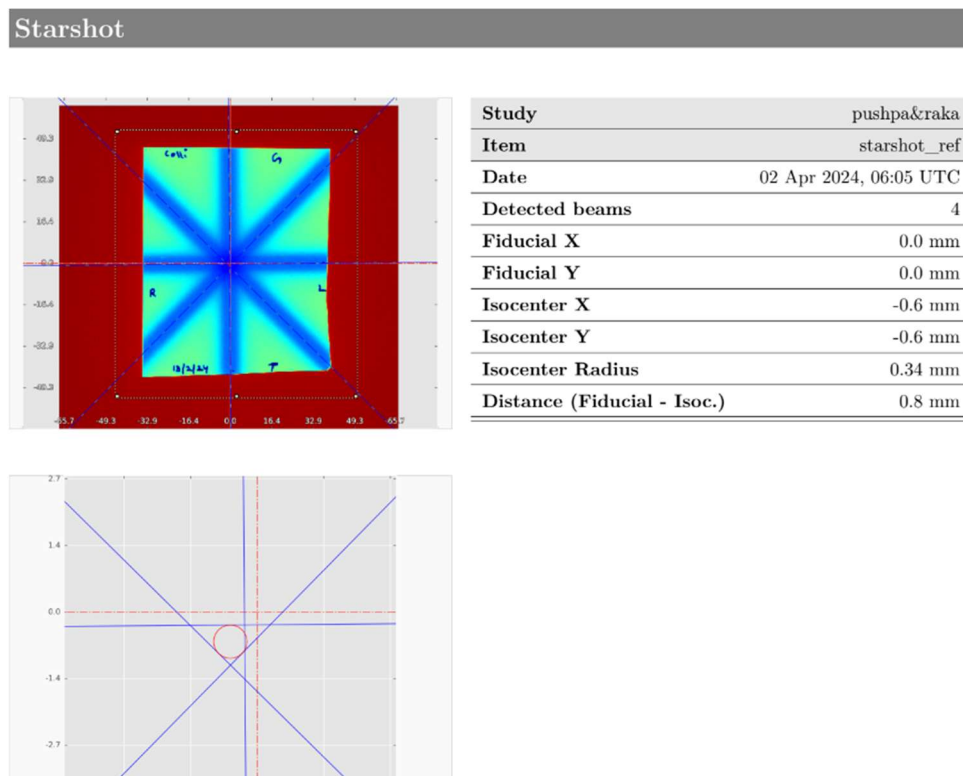 Starshot
69.3
32.9
16.4
-0.0
-16.4
-32.9
-49.3
-65.7 -49.3 -32.9 -16.4 0.0 16.4 32.9 49.3 65.7
Colli G
R L
12/2/24 T
Study pushpa&raka
Item starshot_ref
Date 02 Apr 2024, 06:05 UTC
Detected beams 4
Fiducial X 0.0 mm
Fiducial Y 0.0 mm
Isocenter X -0.6 mm
Isocenter Y -0.6 mm
Isocenter Radius 0.34 mm
Distance (Fiducial - Isoc.) 0.8 mm
2.7
1.4
0.0
-1.4
-2.7